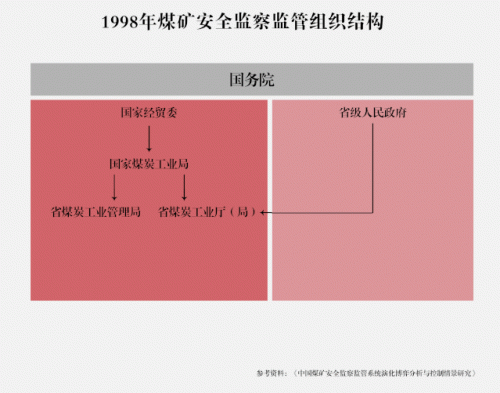 1998年煤矿安全监察监管组织结构
国务院
国家经贸委
省级人民政府
国家煤炭工业局
省煤炭工业管理局
省煤炭工业厅（局）
参考资料：《中国煤矿安全监察监管系统演化博弈分析与控制情景研究》